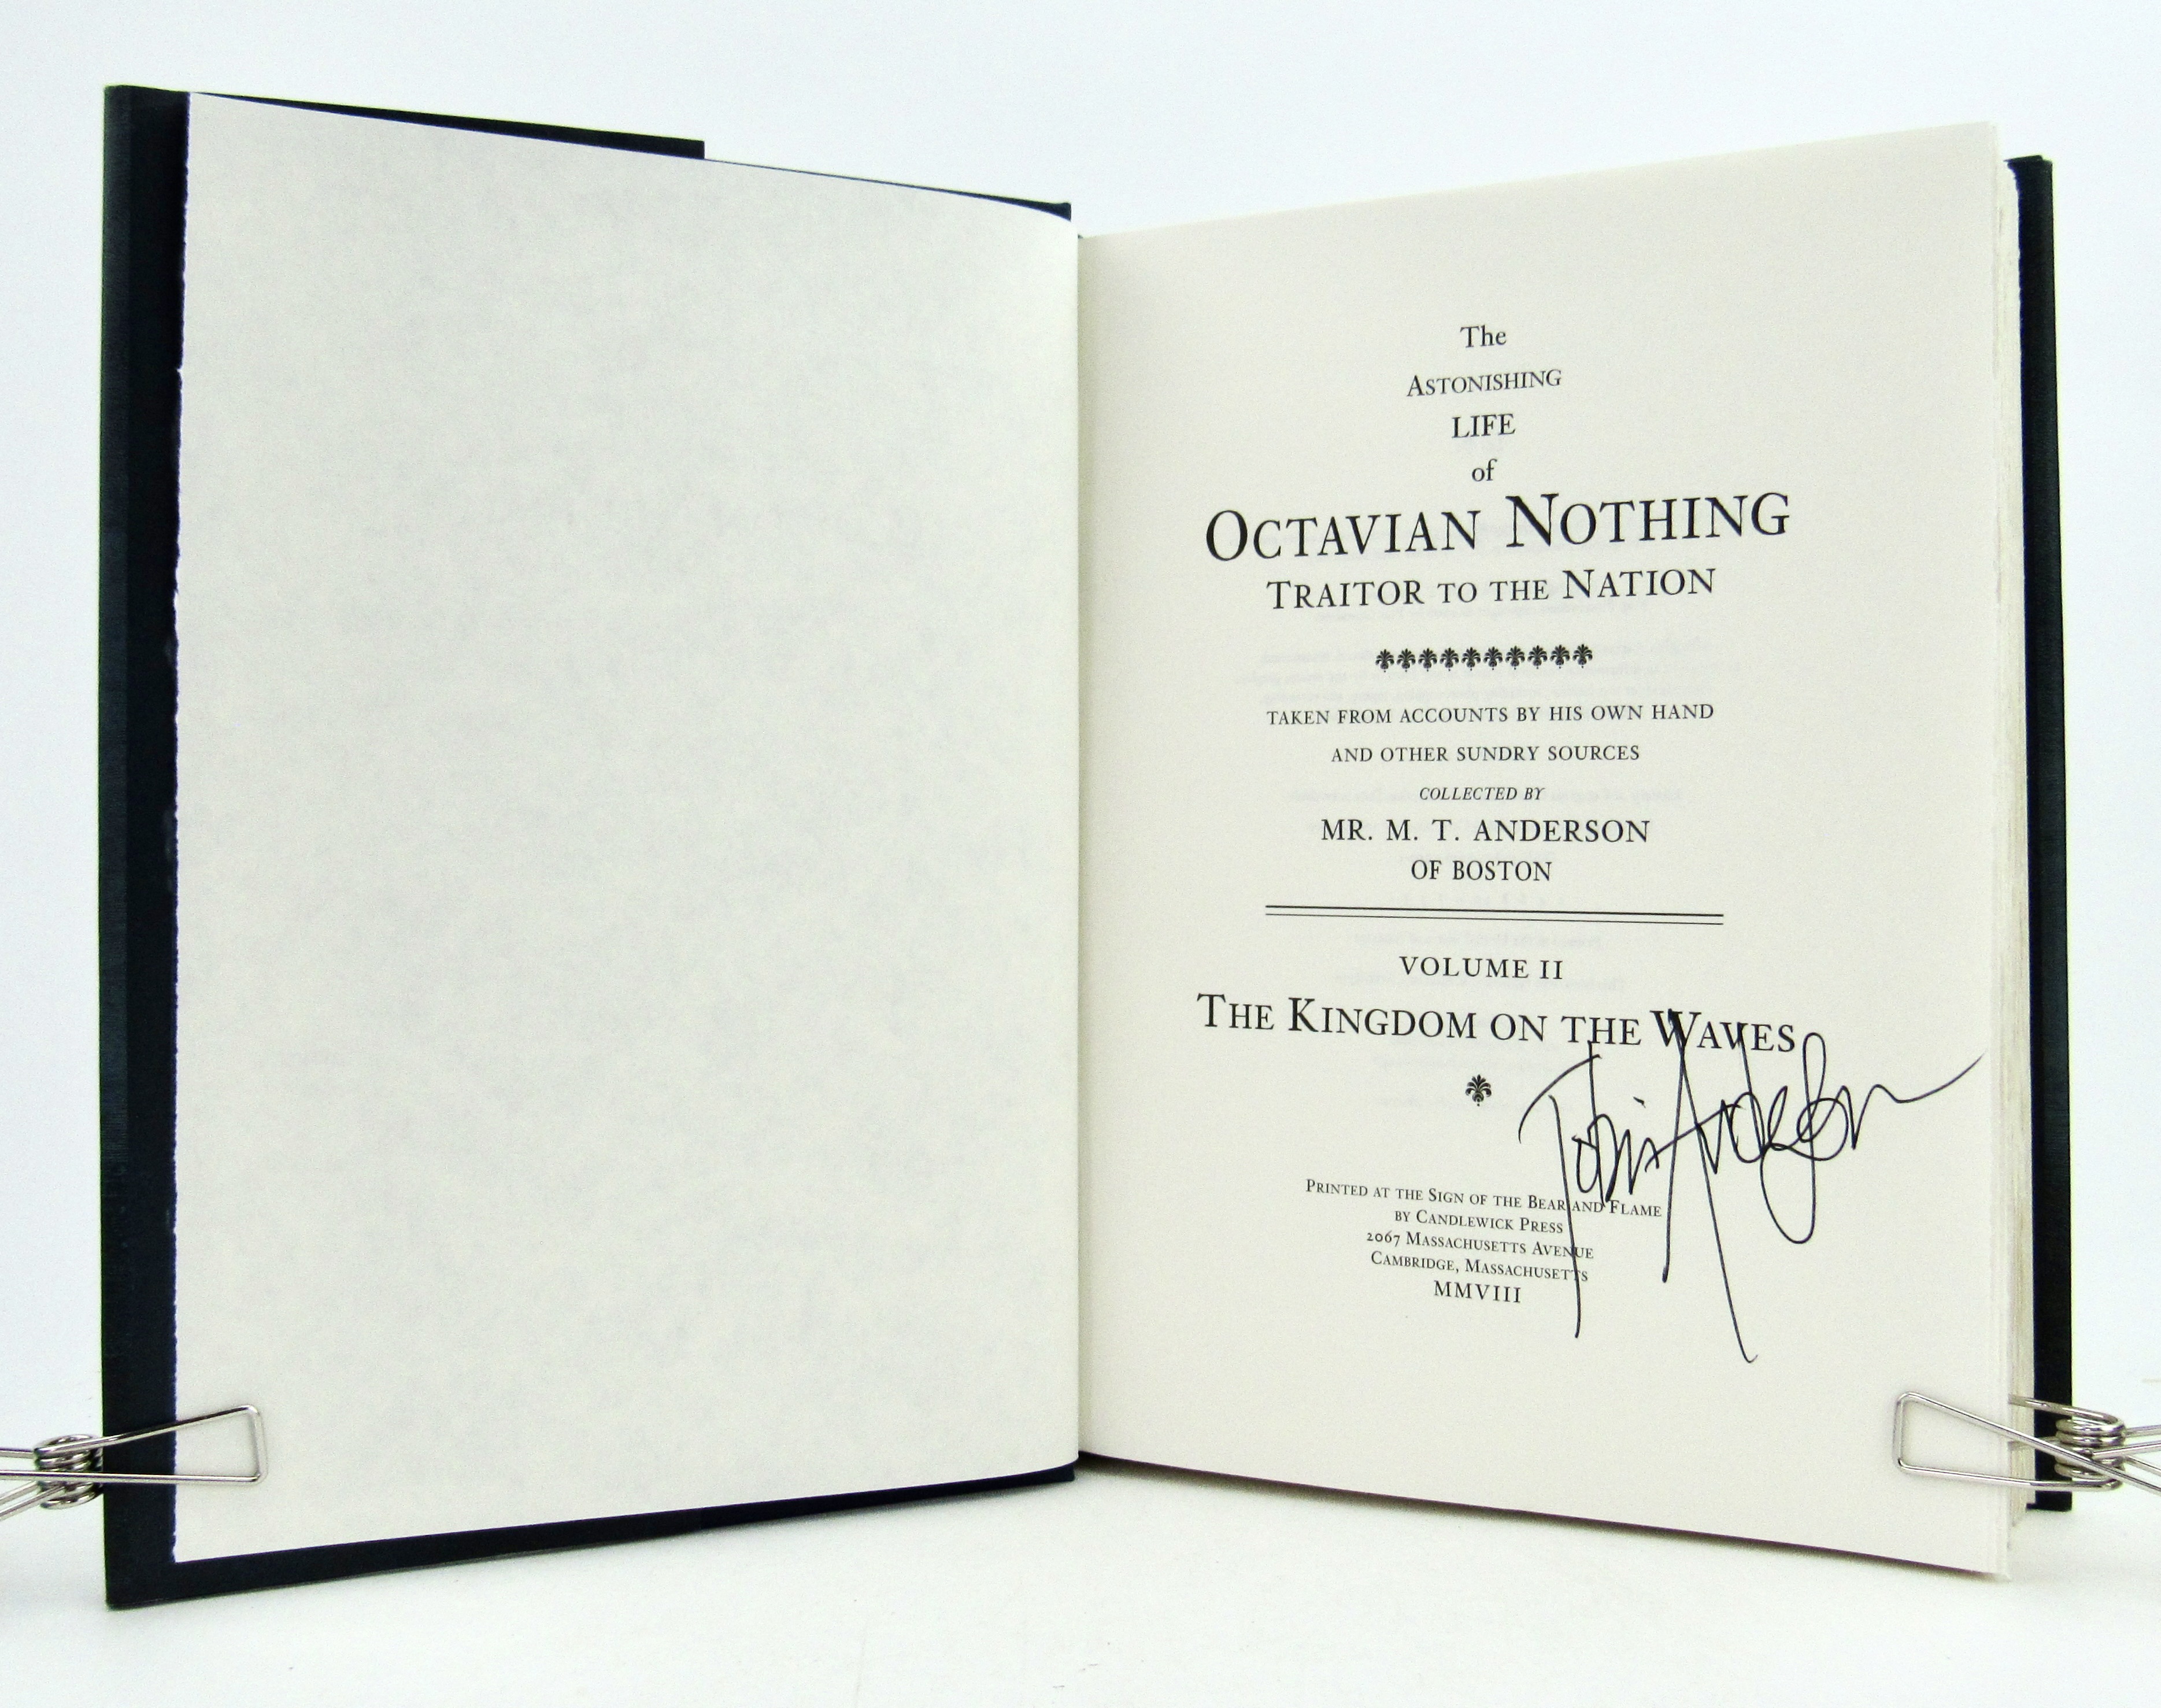 The
ASTONISHING
LIFE
of
OCTAVIAN NOTHING
TRAITOR TO THE NATION
TAKEN FROM ACCOUNTS BY HIS OWN HAND
AND OTHER SUNDRY SOURCES
COLLECTED BY
MR. M. T. ANDERSON
OF BOSTON
VOLUME II
THE KINGDOM ON THE WAVES
Tobin Anderson
PRINTED AT THE SIGN OF THE BEAR AND FLAME
BY CANDLEWICK PRESS
2067 MASSACHUSETTS AVENUE
CAMBRIDGE, MASSACHUSETTS
MMVIII